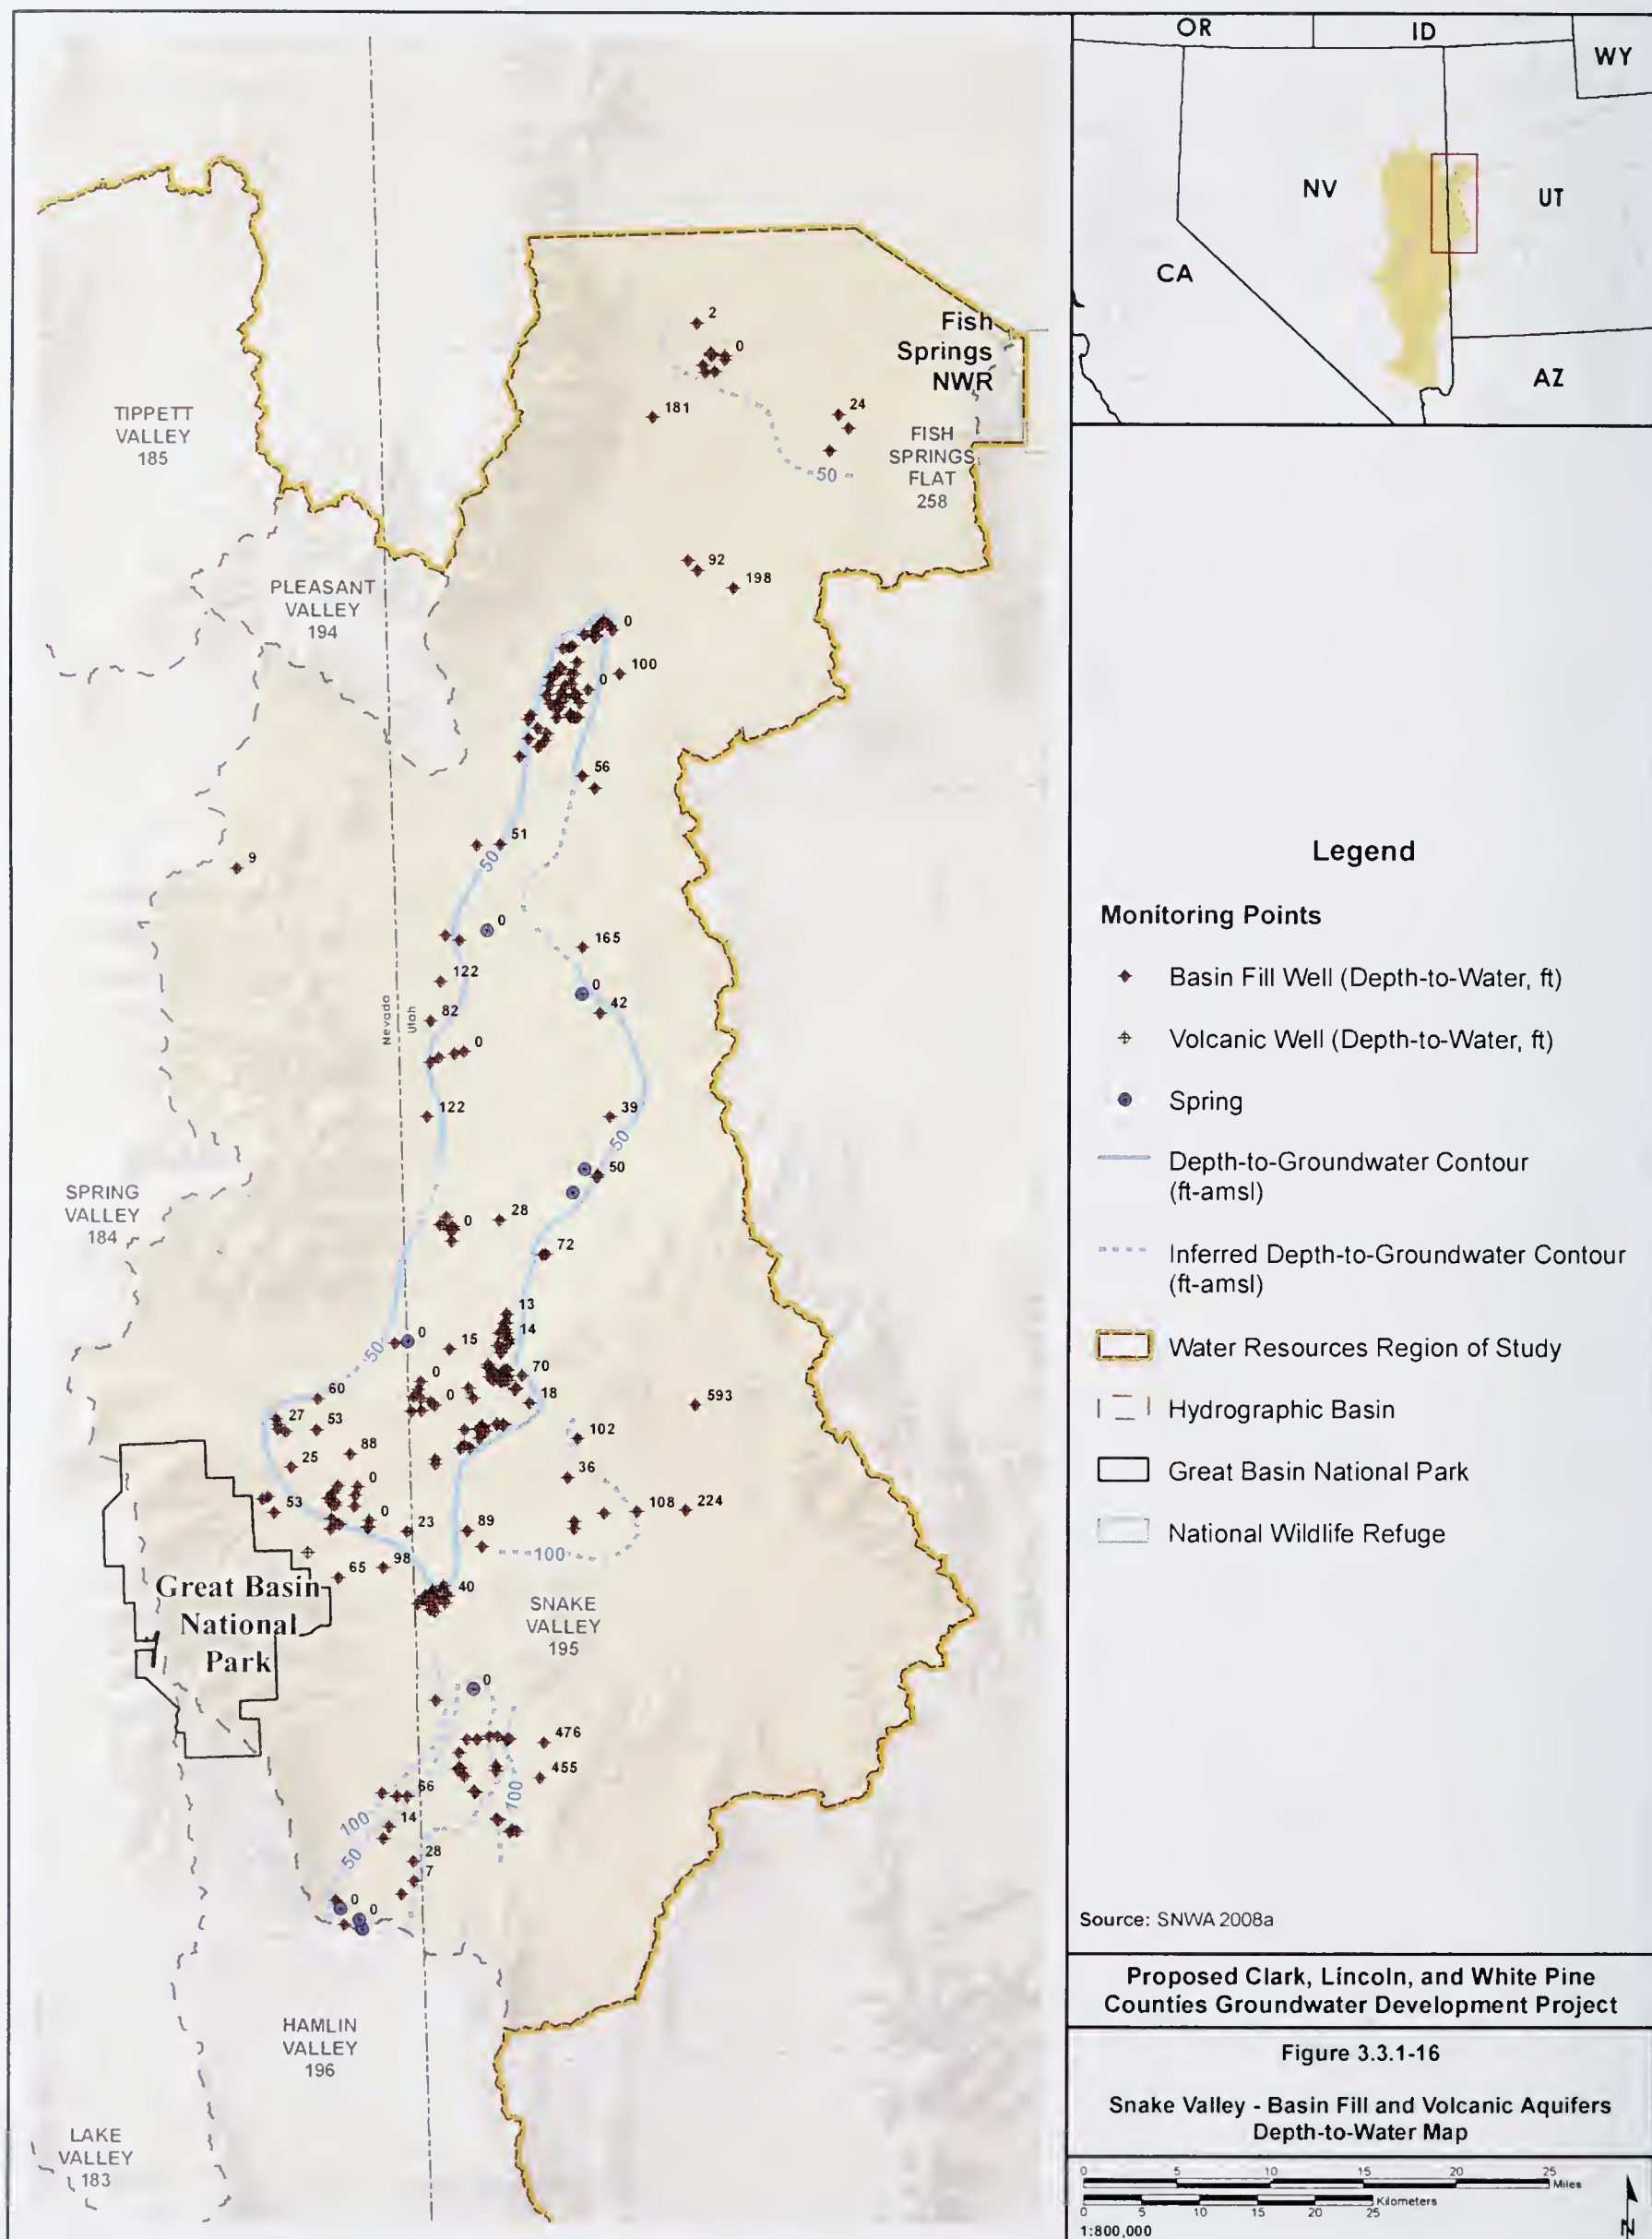 OR
ID
WY
NV
UT
CA
AZ
2
0
Fish
Springs
NWR
181
24
TIPPETT
VALLEY
185
FISH
SPRINGS
FLAT
258
50
92
198
PLEASANT
VALLEY
194
0
100
0
56
51
50
9
0
165
122
0
42
82
Nevada
Utah
0
122
39
50
50
SPRING
VALLEY
184
28
0
72
13
14
0
15
50
70
0
0
18
60
593
27
53
102
88
25
36
0
53
108
224
0
23
89
100
98
65
40
Great Basin
National
Park
SNAKE
VALLEY
195
0
476
455
66
100
100
14
50
28
7
0
0
HAMLIN
VALLEY
196
LAKE
VALLEY
183
Legend
Monitoring Points
Basin Fill Well (Depth-to-Water, ft)
Volcanic Well (Depth-to-Water, ft)
Spring
Depth-to-Groundwater Contour
(ft-amsl)
Inferred Depth-to-Groundwater Contour
(ft-amsl)
Water Resources Region of Study
Hydrographic Basin
Great Basin National Park
National Wildlife Refuge
Source: SNWA 2008a
Proposed Clark, Lincoln, and White Pine
Counties Groundwater Development Project
Figure 3.3.1-16
Snake Valley - Basin Fill and Volcanic Aquifers
Depth-to-Water Map
0 5 10 15 20 25
Miles
Kilometers
0 5 10 15 20 25
1:800,000
N